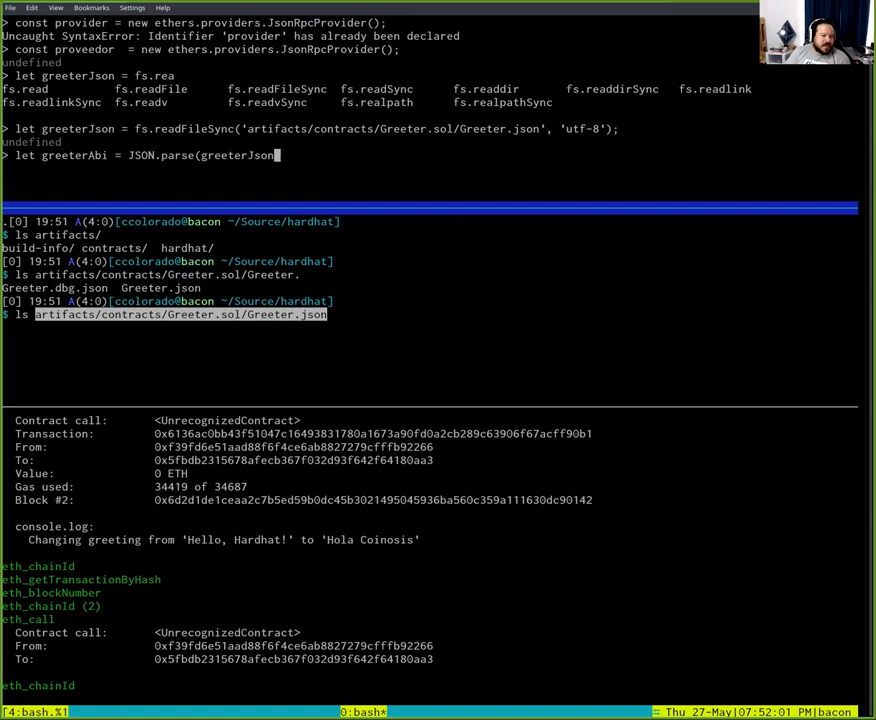 File Edit View Bookmarks Settings Help
> const provider = new ethers.providers.JsonRpcProvider();
Uncaught SyntaxError: Identifier 'provider' has already been declared
> const proveedor  = new ethers.providers.JsonRpcProvider();
undefined
> let greeterJson = fs.rea
fs.read fs.readFile fs.readFileSync fs.readSync fs.readdir fs.readdirSync fs.readlink
fs.readlinkSync fs.readv fs.readvSync fs.realpath fs.realpathSync
> let greeterJson = fs.readFileSync('artifacts/contracts/Greeter.sol/Greeter.json', 'utf-8');
undefined
> let greeterAbi = JSON.parse(greeterJson
.[0] 19:51 A(4:0)[ccolorado@bacon ~/Source/hardhat]
$ ls artifacts/
build-info/ contracts/  hardhat/
[0] 19:51 A(4:0)[ccolorado@bacon ~/Source/hardhat]
$ ls artifacts/contracts/Greeter.sol/Greeter.
Greeter.dbg.json  Greeter.json
[0] 19:51 A(4:0)[ccolorado@bacon ~/Source/hardhat]
$ ls artifacts/contracts/Greeter.sol/Greeter.json
Contract call: <UnrecognizedContract>
Transaction: 0x6136ac0bb43f51047c16493831780a1673a90fd0a2cb289c63906f67acff90b1
From: 0xf39fd6e51aad88f6f4ce6ab8827279cfffb92266
To: 0x5fbdb2315678afecb367f032d93f642f64180aa3
Value: 0 ETH
Gas used: 34419 of 34687
Block #2: 0x6d2d1de1ceaa2c7b5ed59b0dc45b3021495045936ba560c359a111630dc90142
console.log:
Changing greeting from 'Hello, Hardhat!' to 'Hola Coinosis'
eth_chainId
eth_getTransactionByHash
eth_blockNumber
eth_chainId (2)
eth_call
Contract call: <UnrecognizedContract>
From: 0xf39fd6e51aad88f6f4ce6ab8827279cfffb92266
To: 0x5fbdb2315678afecb367f032d93f642f64180aa3
eth_chainId
[4:bash.%1 0:bash* = Thu 27-May|07:52:01 PM|bacon